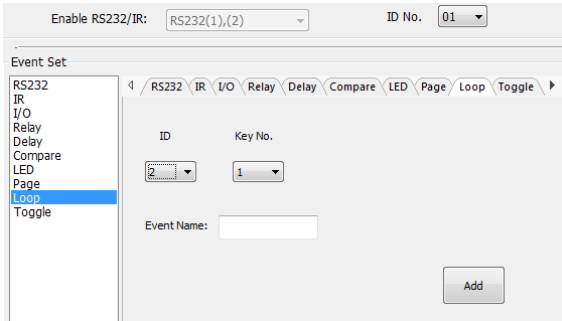 Enable RS232/IR: RS232(1),(2) ID No. 01
Event Set
RS232
IR
I/O
Relay
Delay
Compare
LED
Page
Loop
Toggle
RS232 IR I/O Relay Delay Compare LED Page Loop Toggle
ID Key No.
2 1
Event Name:
Add